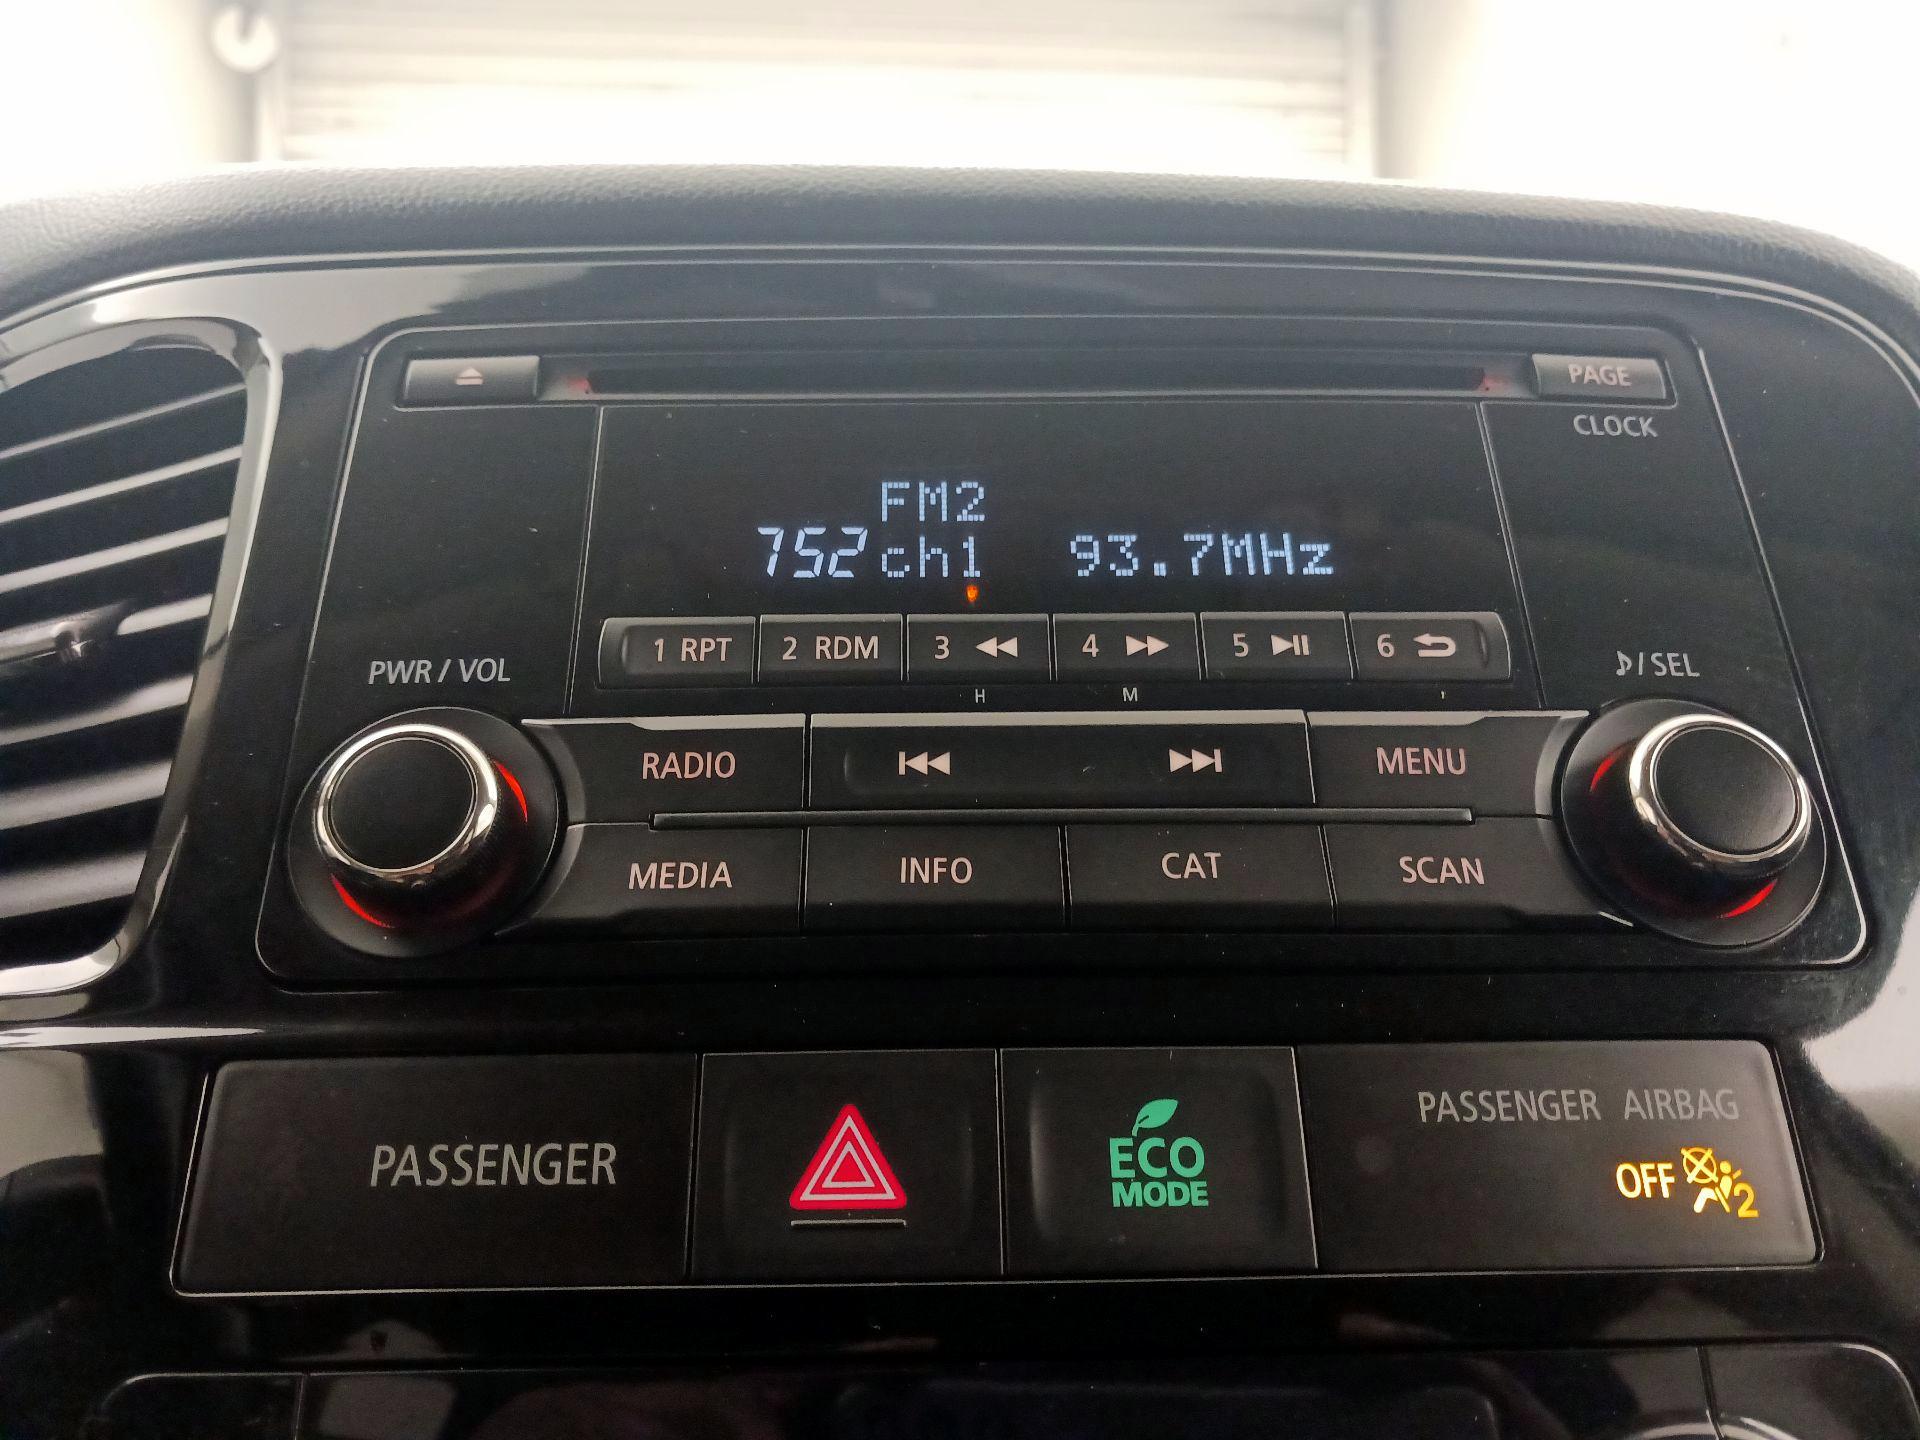 PAGE
CLOCK
FM2
752 ch1 93.7MHz
1 RPT 2 RDM 3 4 5 6
H M
PWR / VOL
/ SEL
RADIO MENU
MEDIA INFO CAT SCAN
PASSENGER
ECO
MODE
PASSENGER AIRBAG
OFF 2